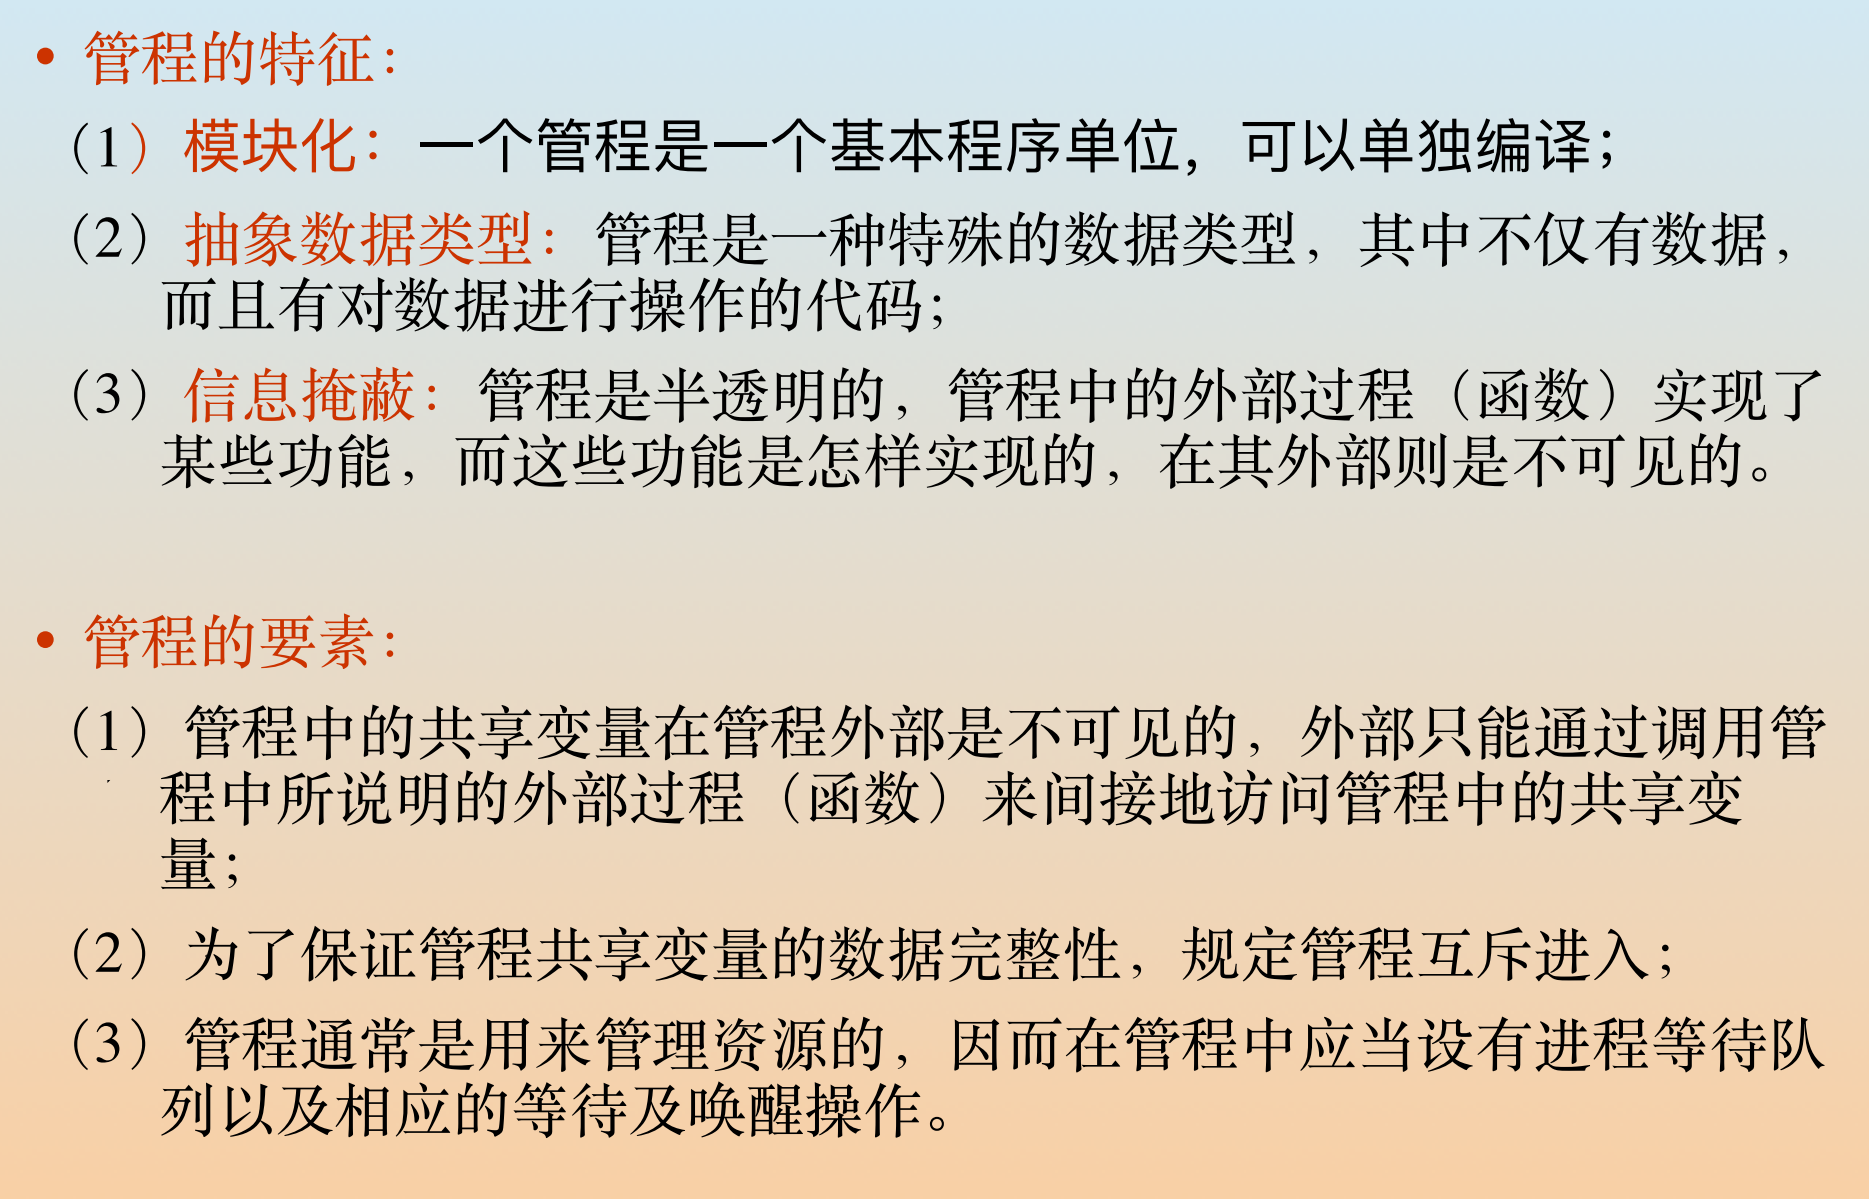 • 管程的特征：
（1）模块化：一个管程是一个基本程序单位，可以单独编译；
（2）抽象数据类型：管程是一种特殊的数据类型，其中不仅有数据，
而且有对数据进行操作的代码；
（3）信息掩蔽：管程是半透明的，管程中的外部过程（函数）实现了
某些功能，而这些功能是怎样实现的，在其外部则是不可见的。
• 管程的要素：
（1）管程中的共享变量在管程外部是不可见的，外部只能通过调用管
程中所说明的外部过程（函数）来间接地访问管程中的共享变
量；
（2）为了保证管程共享变量的数据完整性，规定管程互斥进入；
（3）管程通常是用来管理资源的，因而在管程中应当设有进程等待队
列以及相应的等待及唤醒操作。